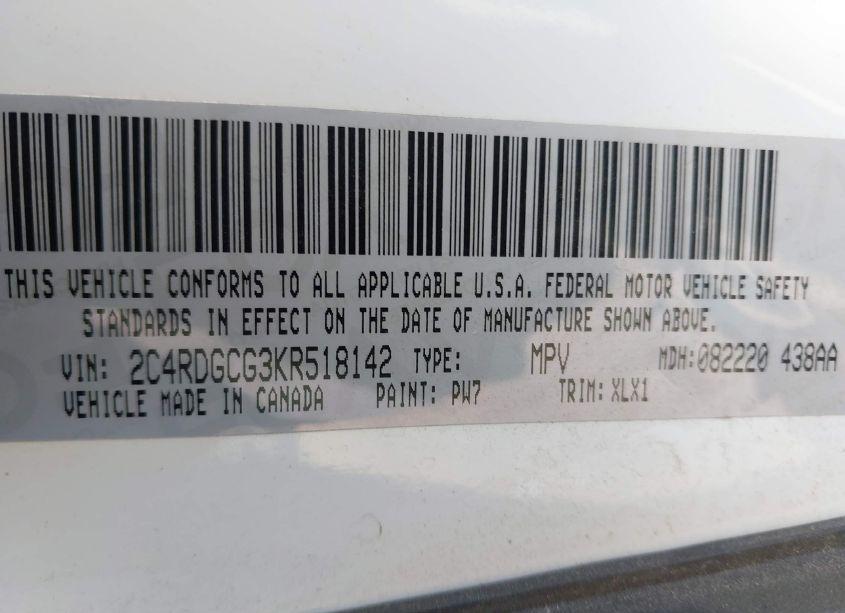 THIS VEHICLE CONFORMS TO ALL APPLICABLE U.S.A. FEDERAL MOTOR VEHICLE SAFETY
STANDARDS IN EFFECT ON THE DATE OF MANUFACTURE SHOWN ABOVE.
VIN: 2C4RDGCG3KR518142 TYPE: MPV MDH: 082220 438AA
VEHICLE MADE IN CANADA PAINT: PW7 TRIM: XLX1